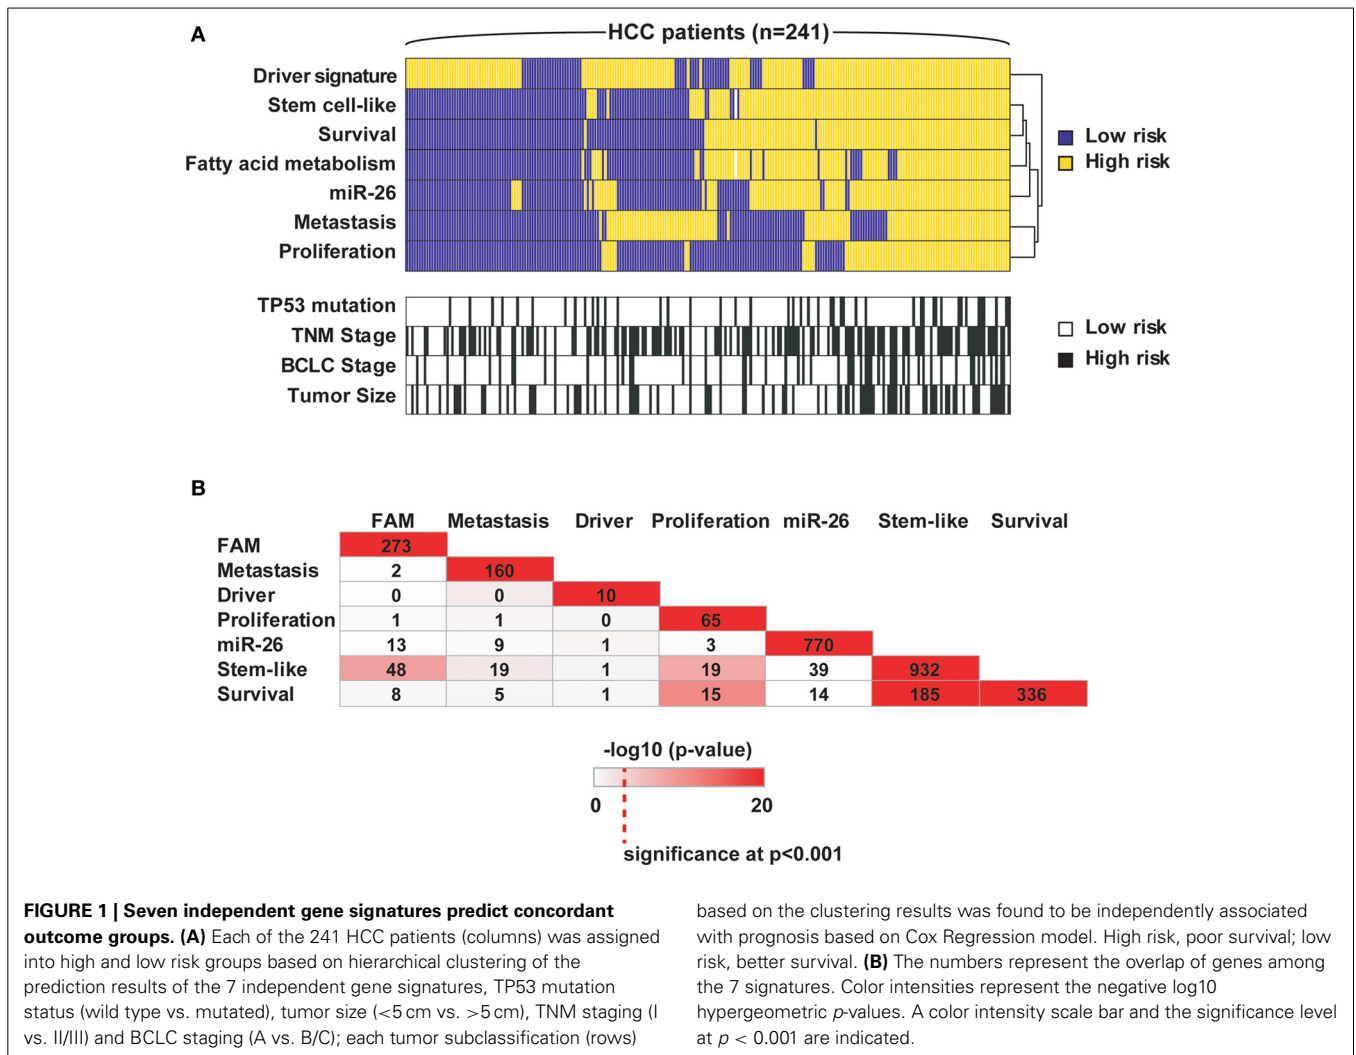 A
HCC patients (n=241)
Driver signature
Stem cell-like
Survival
Fatty acid metabolism
miR-26
Metastasis
Proliferation
Low risk
High risk
TP53 mutation
TNM Stage
BCLC Stage
Tumor Size
Low risk
High risk
B
FAM Metastasis Driver Proliferation miR-26 Stem-like Survival
FAM 273
Metastasis 2 160
Driver 0 0 10
Proliferation 1 1 0 65
miR-26 13 9 1 3 770
Stem-like 48 19 1 19 39 932
Survival 8 5 1 15 14 185 336
-log10 (p-value)
0 20
significance at p<0.001
FIGURE 1 | Seven independent gene signatures predict concordant
outcome groups. (A) Each of the 241 HCC patients (columns) was assigned
into high and low risk groups based on hierarchical clustering of the
prediction results of the 7 independent gene signatures, TP53 mutation
status (wild type vs. mutated), tumor size (<5 cm vs. >5 cm), TNM staging (I
vs. II/III) and BCLC staging (A vs. B/C); each tumor subclassification (rows)
based on the clustering results was found to be independently associated
with prognosis based on Cox Regression model. High risk, poor survival; low
risk, better survival. (B) The numbers represent the overlap of genes among
the 7 signatures. Color intensities represent the negative log10
hypergeometric p-values. A color intensity scale bar and the significance level
at p < 0.001 are indicated.